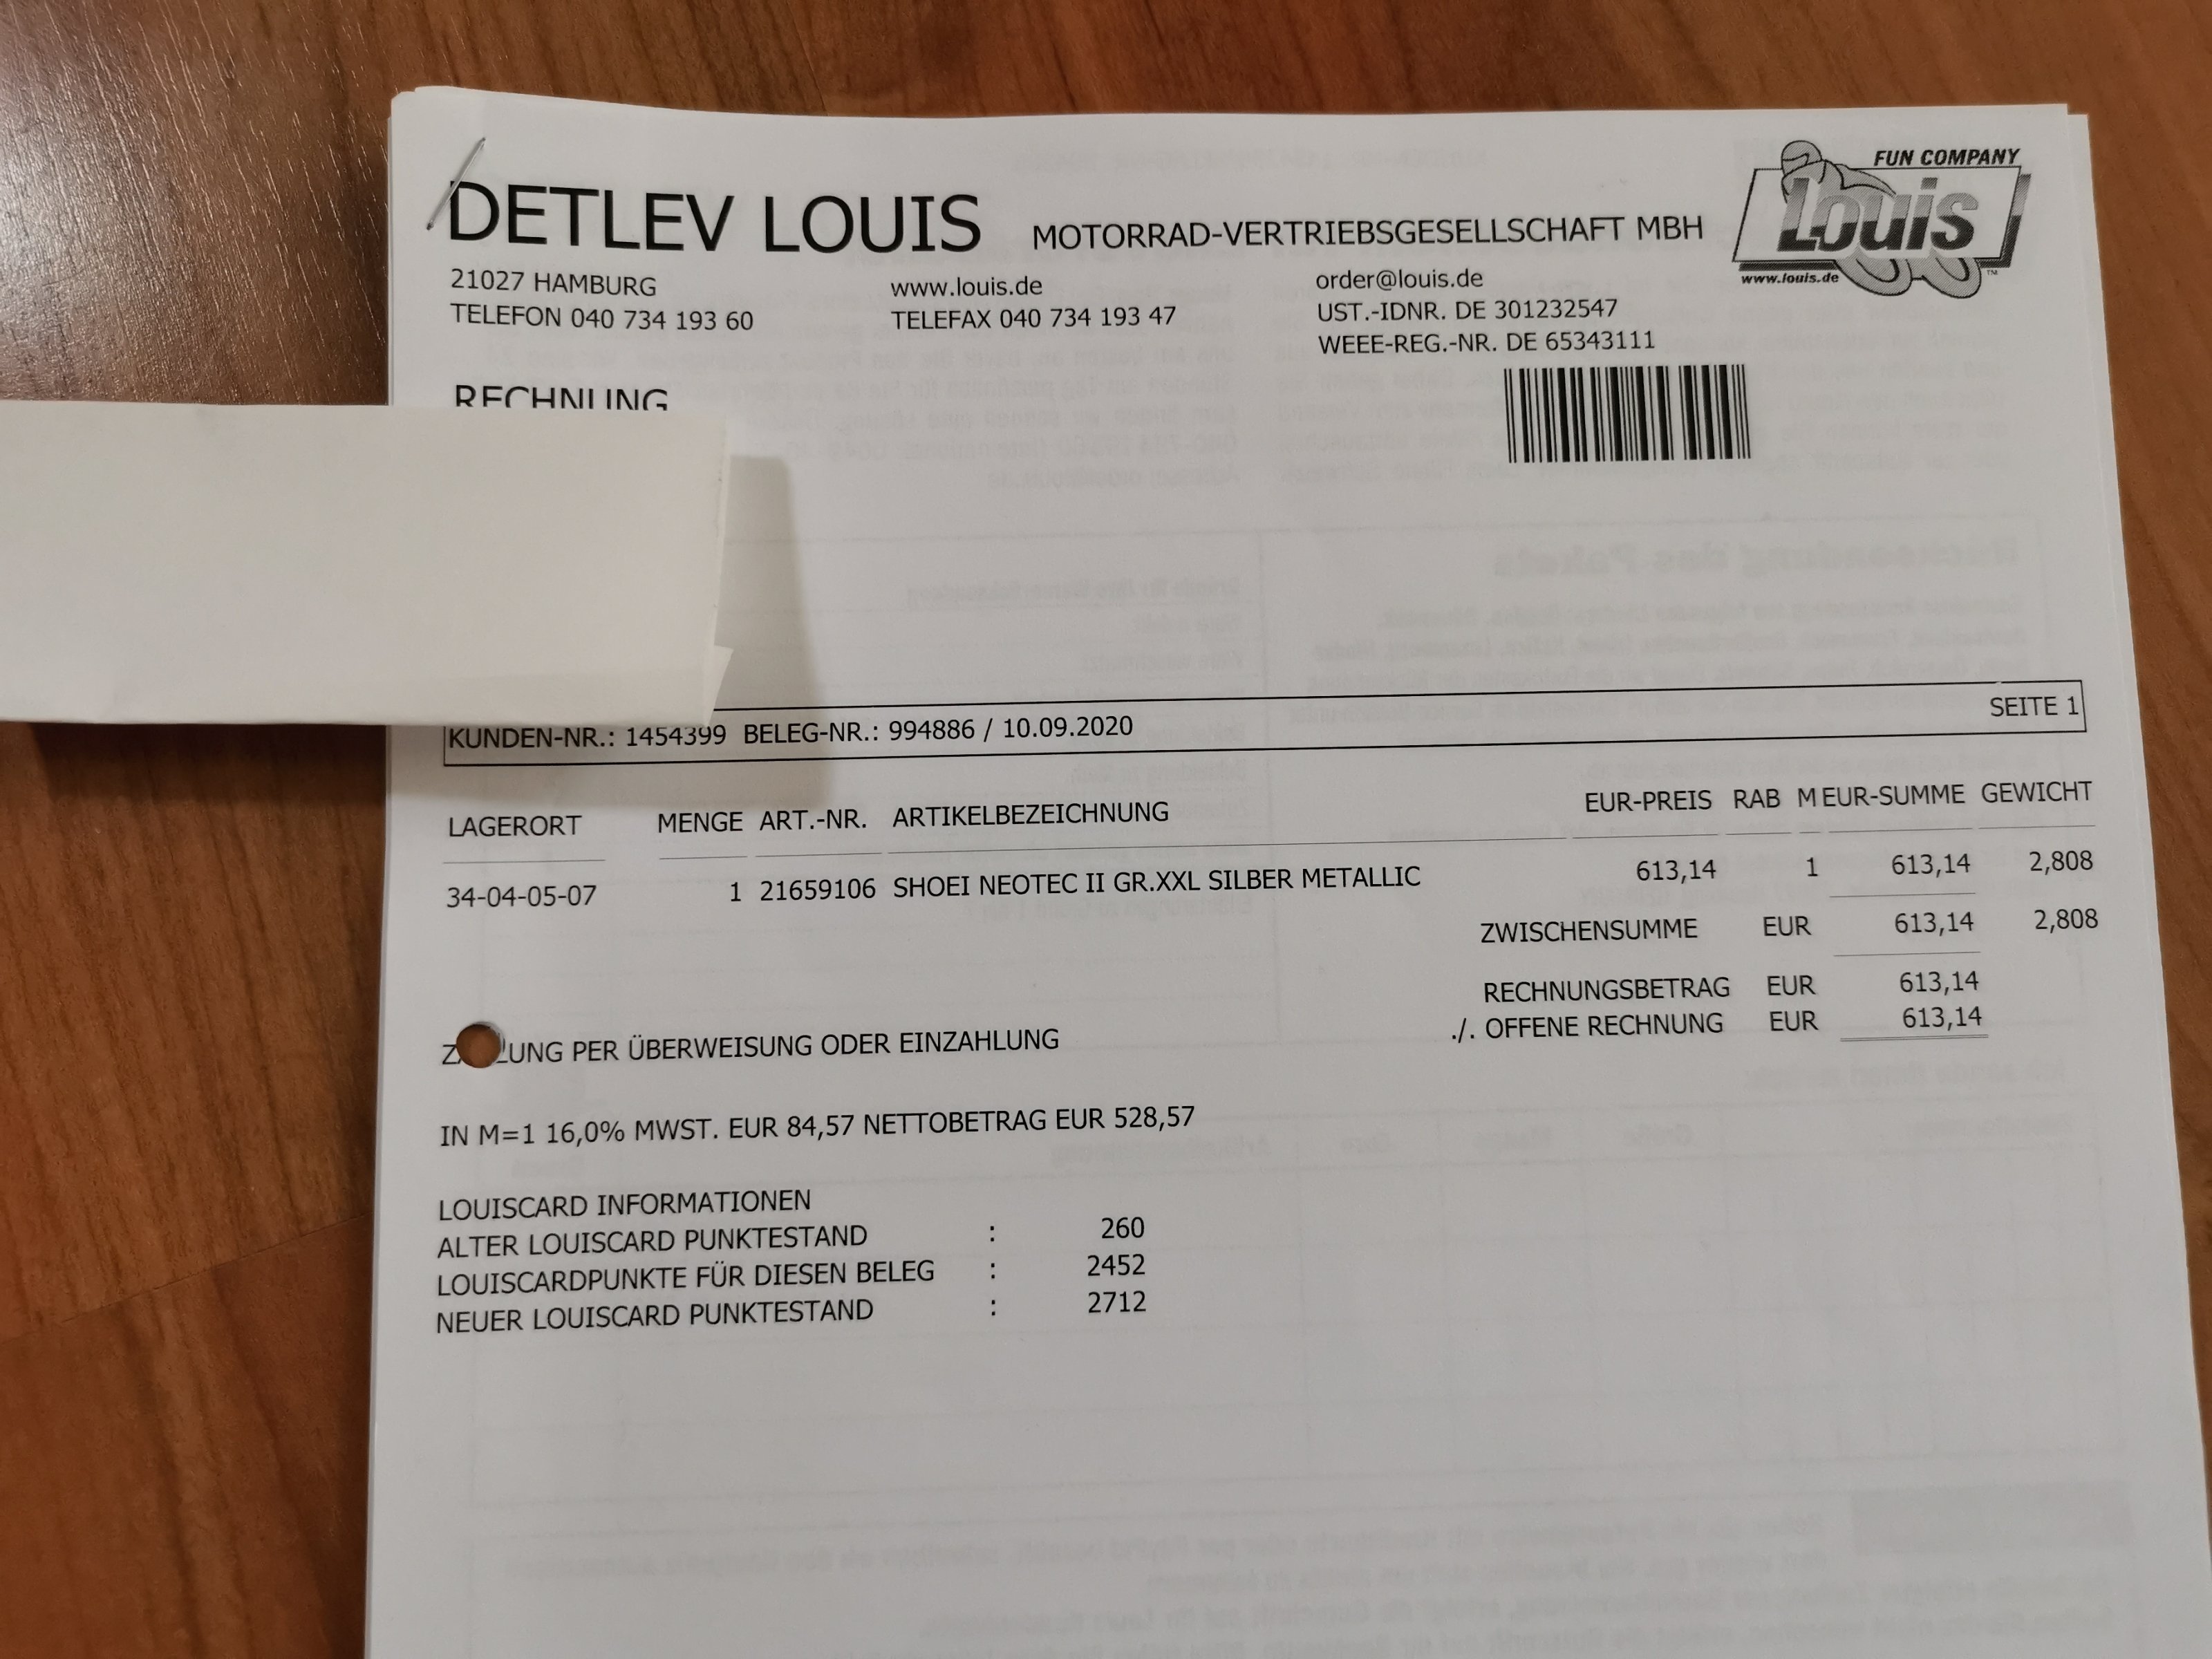 DETLEV LOUIS MOTORRAD-VERTRIEBSGESELLSCHAFT MBH
FUN COMPANY
Louis
www.louis.de
TM
21027 HAMBURG www.louis.de order@louis.de
TELEFON 040 734 193 60 TELEFAX 040 734 193 47 UST.-IDNR. DE 301232547
WEEE-REG.-NR. DE 65343111
RECHNUNG
KUNDEN-NR.: 1454399 BELEG-NR.: 994886 / 10.09.2020 SEITE 1
LAGERORT MENGE ART.-NR. ARTIKELBEZEICHNUNG EUR-PREIS RAB M EUR-SUMME GEWICHT
34-04-05-07 1 21659106 SHOEI NEOTEC II GR.XXL SILBER METALLIC 613,14 1 613,14 2,808
ZWISCHENSUMME EUR 613,14 2,808
RECHNUNGSBETRAG EUR 613,14
./. OFFENE RECHNUNG EUR 613,14
PER ÜBERWEISUNG ODER EINZAHLUNG
IN M=1 16,0% MWST. EUR 84,57 NETTOBETRAG EUR 528,57
LOUISCARD INFORMATIONEN
ALTER LOUISCARD PUNKTESTAND : 260
LOUISCARDPUNKTE FÜR DIESEN BELEG : 2452
NEUER LOUISCARD PUNKTESTAND : 2712